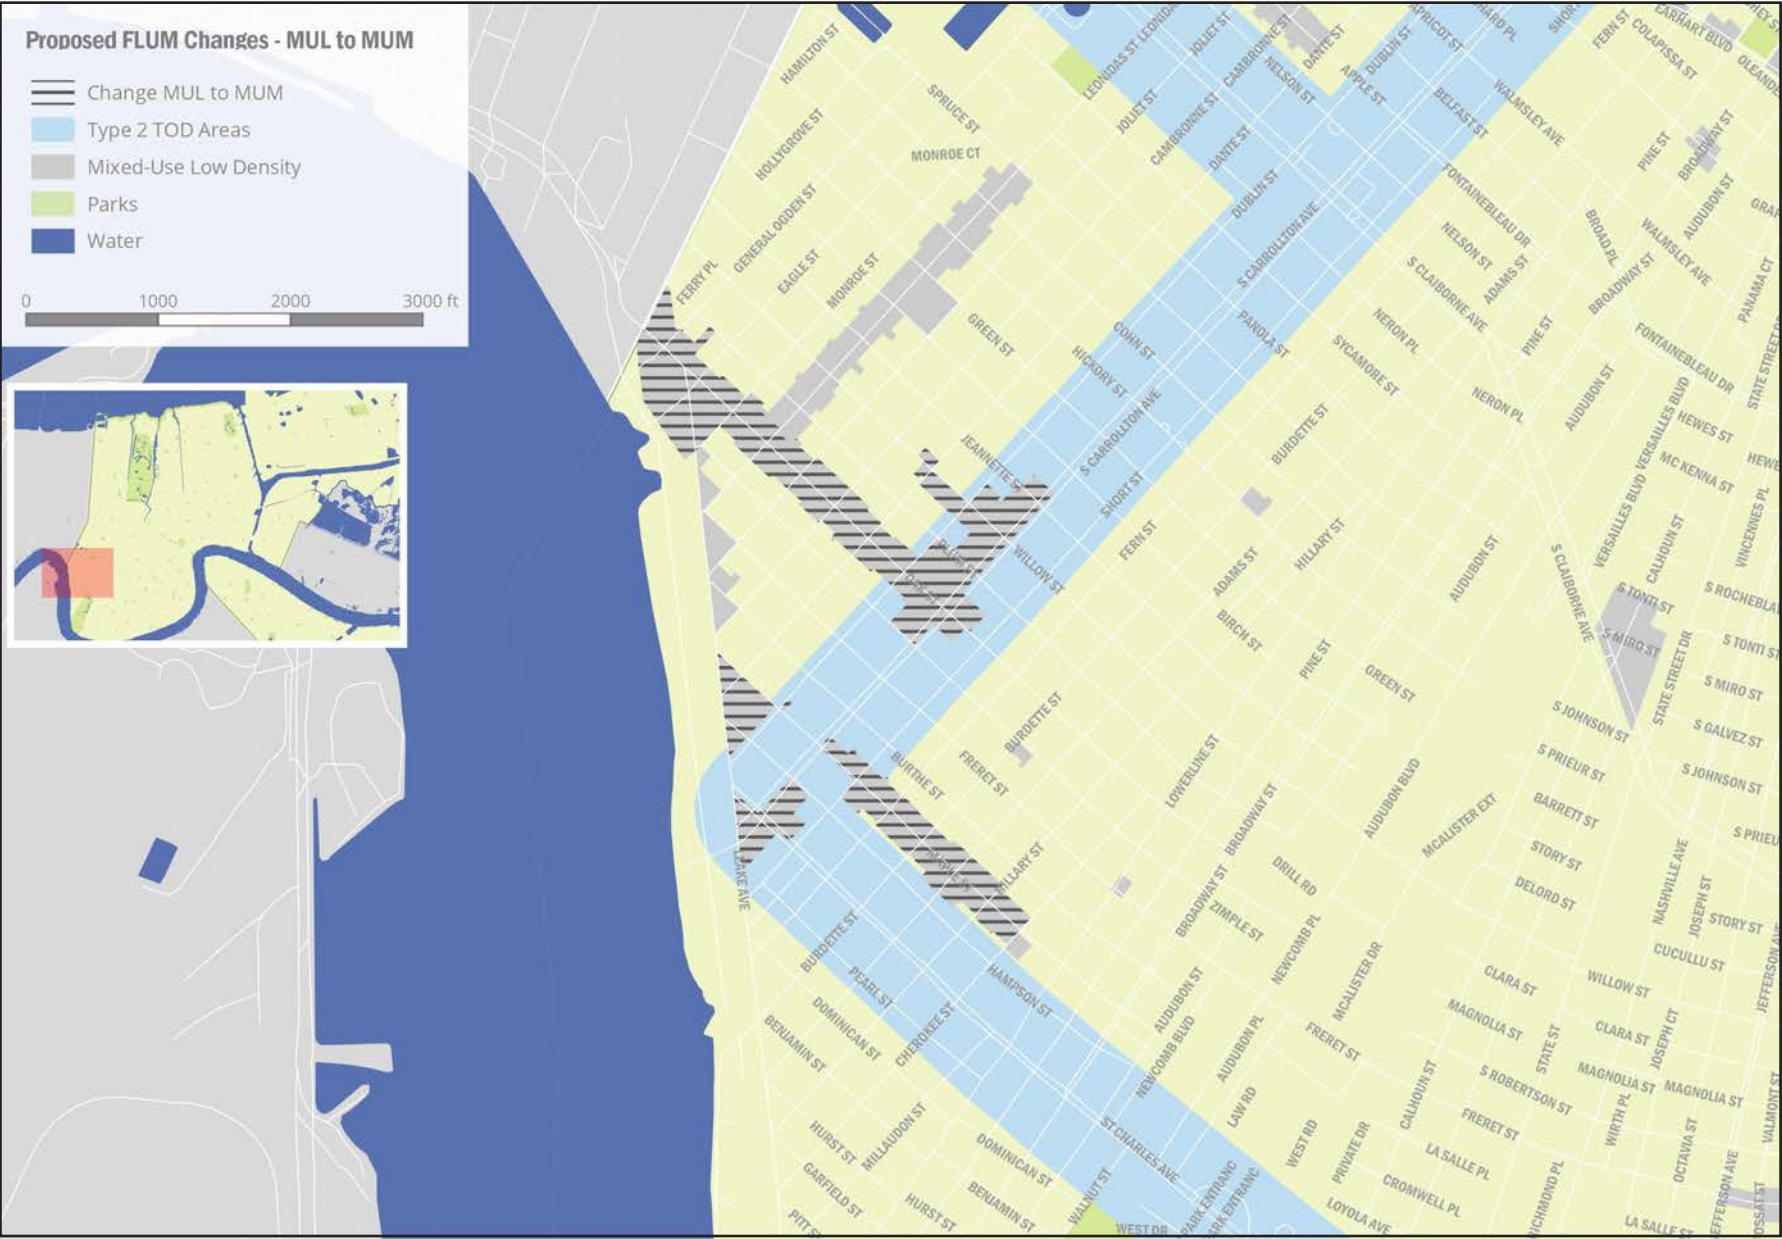 Proposed FLUM Changes - MUL to MUM
Change MUL to MUM
Type 2 TOD Areas
Mixed-Use Low Density
Parks
Water
0 1000 2000 3000 ft
HAMILTON ST
SPRUCE ST
HOLLYGROVE ST
MONROE CT
GENERAL OGDEN ST
FERRY PL
EAGLE ST
MONROE ST
GREEN ST
LEONIDAS ST
JOLIET ST
CAMBRONNE ST
DANTE ST
NELSON ST
APPLE ST
DUBLIN ST
APRICOT ST
JOLIET ST
CAMBRONNE ST
DANTE ST
DUBLIN ST
BELFAST ST
WALMSLEY AVE
FERN ST
COLAPISSA ST
EARHART BLVD
PINE ST
BROADWAY ST
AUDUBON ST
FONTAINEBLEAU DR
BROAD PL
WALMSLEY AVE
NELSON ST
ADAMS ST
S CLAIBORNE AVE
BROADWAY ST
PANAMA CT
S CARROLLTON AVE
PANOLA ST
COHN ST
HICKORY ST
NERON PL
SYCAMORE ST
PINE ST
FONTAINEBLEAU DR
NERON PL
AUDUBON ST
VERSAILLES BLVD
HEWES ST
MC KENNA ST
S CARROLLTON AVE
BURDETTE ST
SHORT ST
WILLOW ST
FERN ST
HILLARY ST
ADAMS ST
BIRCH ST
AUDUBON ST
VERSAILLES BLVD
CALHOUN ST
VINCENNES PL
S CLAIBORNE AVE
S TONTI ST
S MIRO ST
STATE STREET DR
S TONTI ST
S MIRO ST
S GALVEZ ST
S JOHNSON ST
PINE ST
GREEN ST
S JOHNSON ST
S PRIEUR ST
BARRETT ST
BURDETTE ST
BURTHE ST
FRERET ST
LOWERLINE ST
BROADWAY ST
AUDUBON BLVD
MCALISTER EXT
STORY ST
DELORD ST
NASHVILLE AVE
JOSEPH ST
STORY ST
CUCULLU ST
MAPLE ST
LEAKE AVE
DRILL RD
BROADWAY ST
ZIMPLE ST
NEWCOMB PL
MCALISTER DR
BURDETTE ST
PEARL ST
HAMPSON ST
DOMINICAN ST
CHEROKEE ST
BENJAMIN ST
AUDUBON ST
NEWCOMB BLVD
AUDUBON PL
FRERET ST
CLARA ST
WILLOW ST
MAGNOLIA ST
CLARA ST
STATE ST
JOSEPH CT
S ROBERTSON ST
MAGNOLIA ST
MAGNOLIA ST
JEFFERSON AVE
VALMONT ST
CALHOUN ST
FRERET ST
WIRTH PL
LAW RD
WEST RD
PRIVATE DR
LA SALLE PL
CROMWELL PL
LOYOLA AVE
OCTAVIA ST
LA SALLE ST
HURST ST
MILLAUDON ST
GARFIELD ST
HURST ST
DOMINICAN ST
BENJAMIN ST
ST CHARLES AVE
WALNUT ST
WEST DR